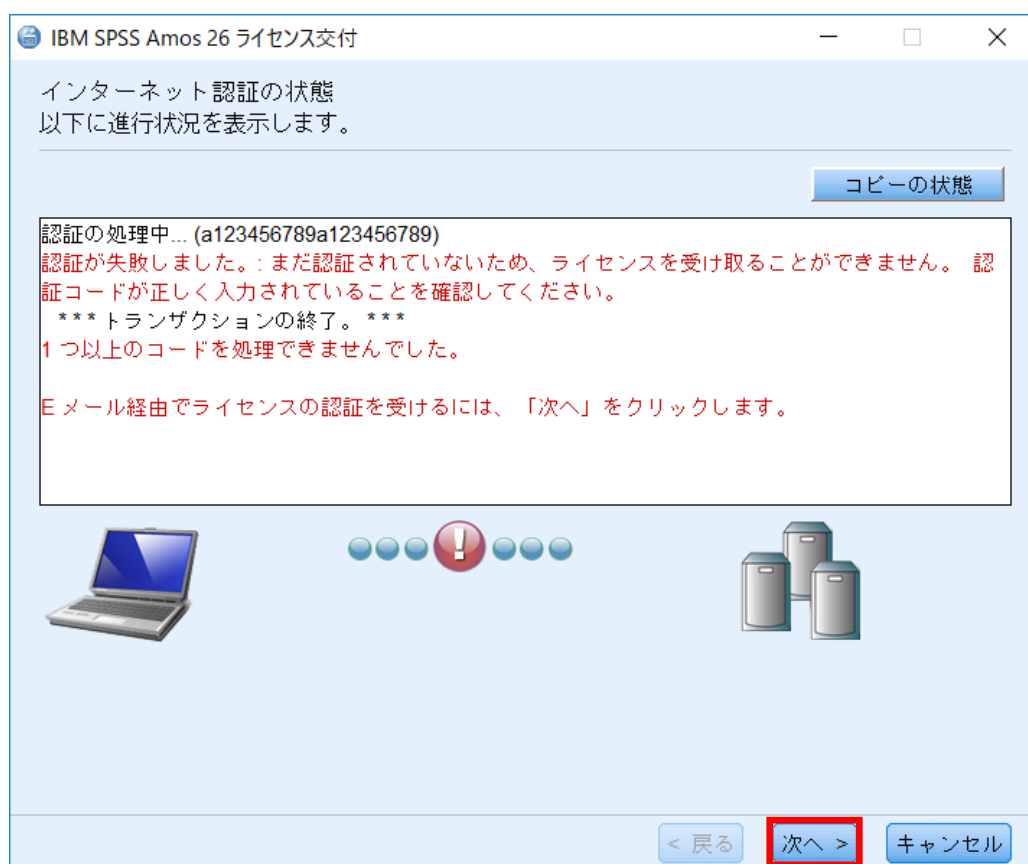 IBM SPSS Amos 26 ライセンス交付
インターネット認証の状態
以下に進行状況を表示します。
コピーの状態
認証の処理中... (a123456789a123456789)
認証が失敗しました。: まだ認証されていないため、ライセンスを受け取ることができません。 認
証コードが正しく入力されていることを確認してください。
*** トランザクションの終了。***
1 つ以上のコードを処理できませんでした。
E メール経由でライセンスの認証を受けるには、「次へ」をクリックします。
< 戻る
次へ >
キャンセル